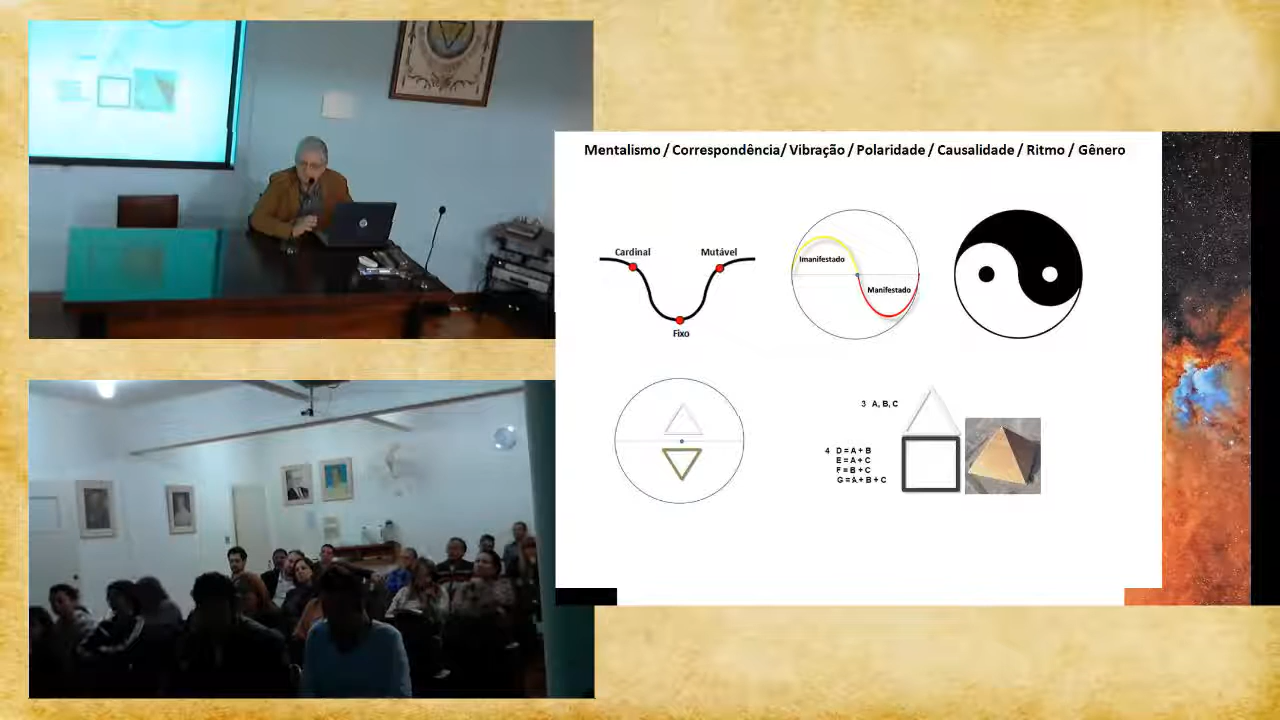 Mentalismo / Correspondência/ Vibração / Polaridade / Causalidade / Ritmo / Gênero
Cardinal
Mutável
Fixo
Imanifestado
Manifestado
3 A, B, C
4 D = A + B
E = A + C
F = B + C
G = A + B + C